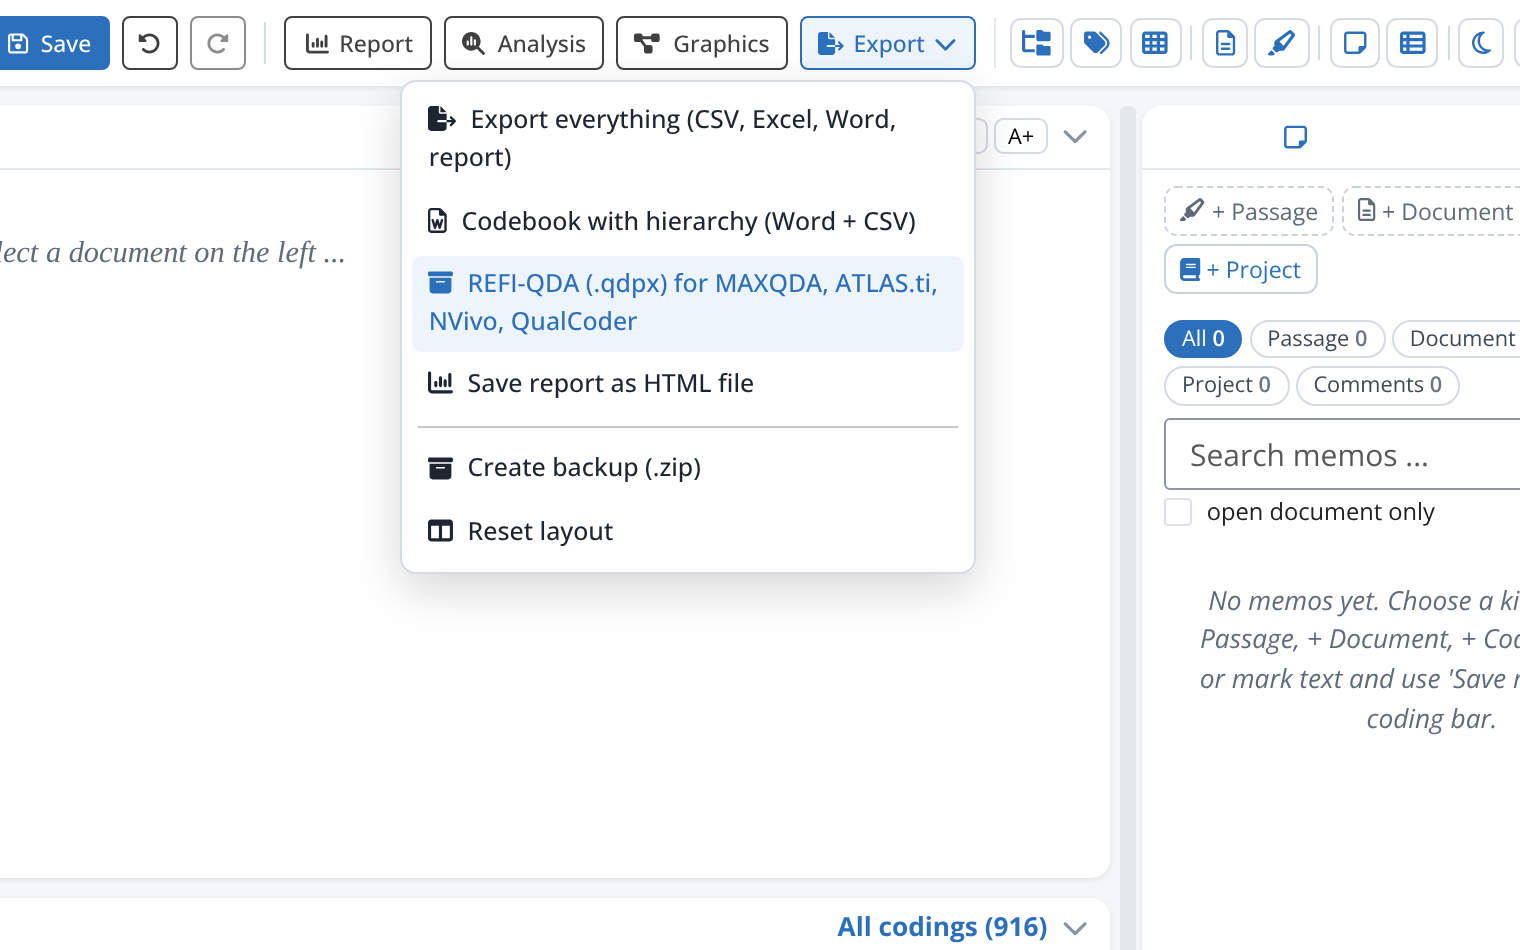 Save
Report
Analysis
Graphics
Export
Export everything (CSV, Excel, Word,
report)
Codebook with hierarchy (Word + CSV)
REFI-QDA (.qdpx) for MAXQDA, ATLAS.ti,
NVivo, QualCoder
Save report as HTML file
Create backup (.zip)
Reset layout
A+
lect a document on the left ...
+ Passage
+ Document
+ Project
All 0
Passage 0
Document
Project 0
Comments 0
Search memos ...
open document only
No memos yet. Choose a ki
Passage, + Document, + Co
or mark text and use 'Save
coding bar.
All codings (916)